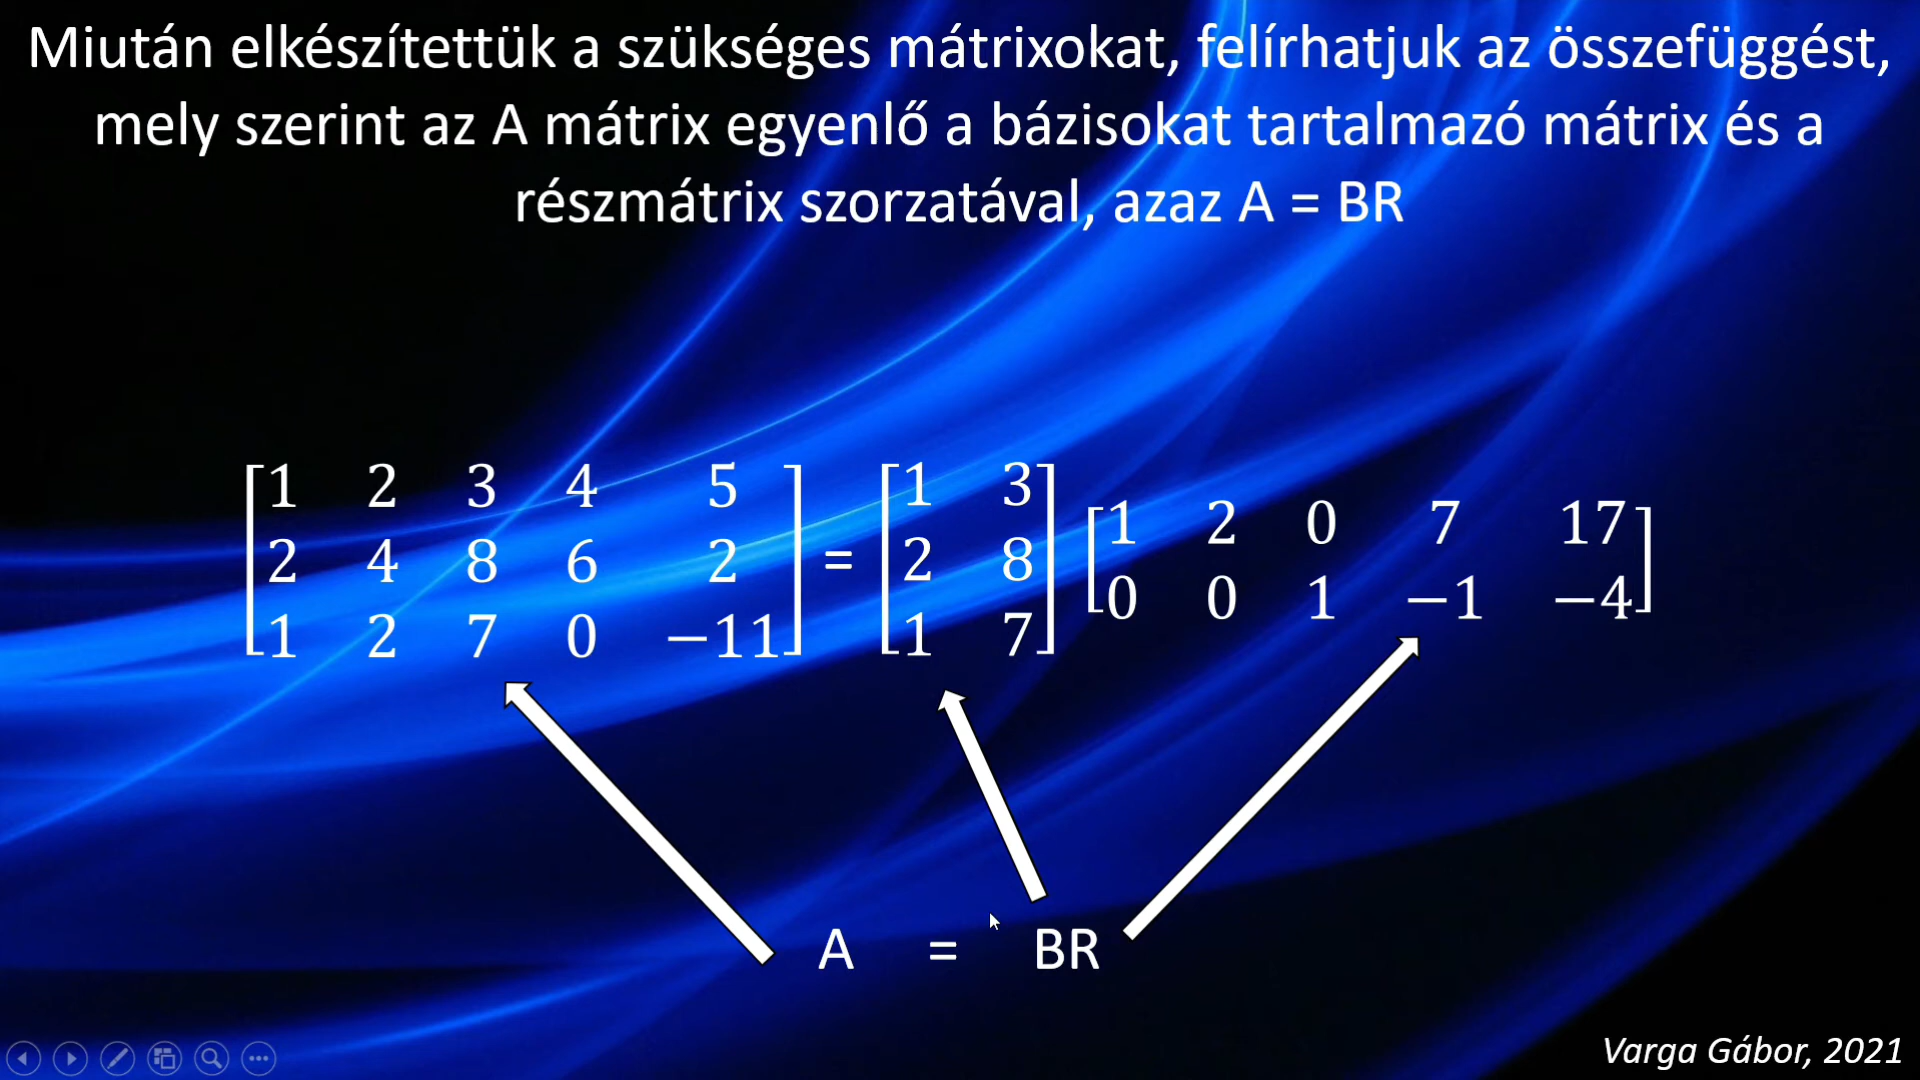 Miután elkészítettük a szükséges mátrixokat, felírhatjuk az összefüggést,
mely szerint az A mátrix egyenlő a bázisokat tartalmazó mátrix és a
részmátrix szorzatával, azaz A = BR
[1 2 3 4 5] [1 3] [1 2 0 7 17]
[2 4 8 6 2] = [2 8] [0 0 1 −1 −4]
[1 2 7 0 −11] [1 7]
A = BR
Varga Gábor, 2021